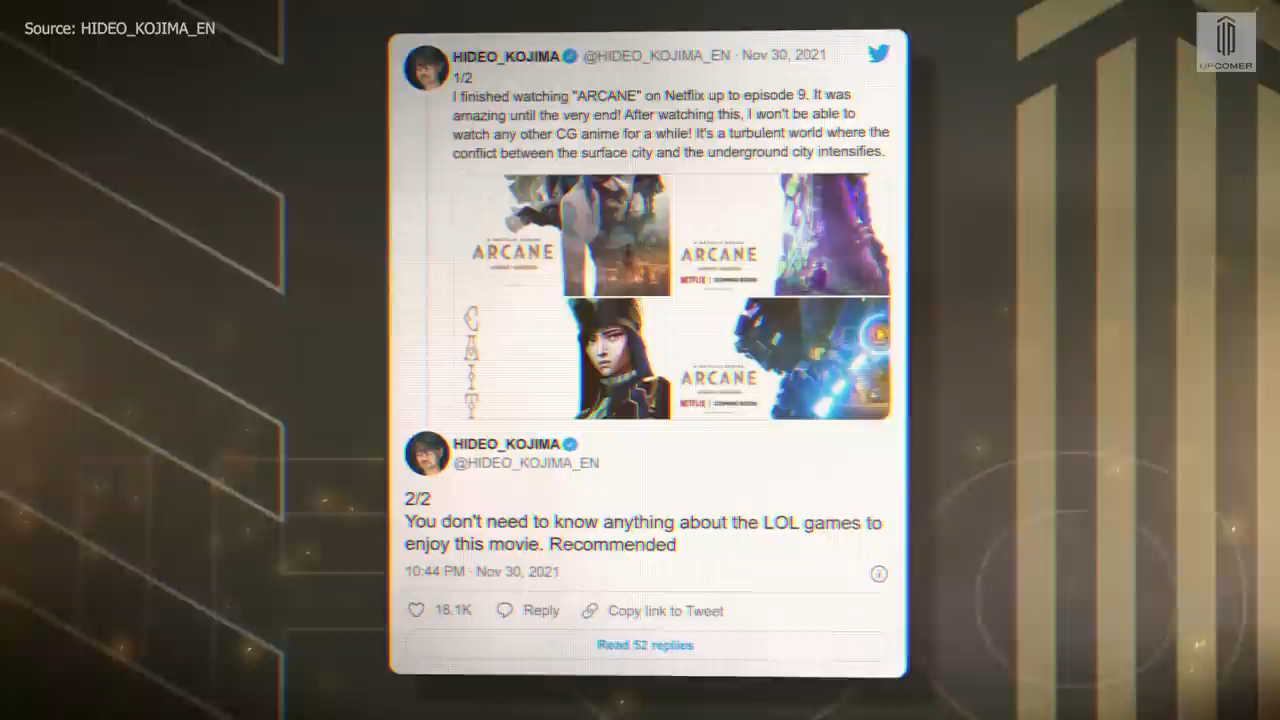 Source: HIDEO_KOJIMA_EN
UPCOMER
HIDEO_KOJIMA @HIDEO_KOJIMA_EN · Nov 30, 2021
1/2
I finished watching "ARCANE" on Netflix up to episode 9. It was
amazing until the very end! After watching this, I won't be able to
watch any other CG anime for a while! It's a turbulent world where the
conflict between the surface city and the underground city intensifies.
ARCANE
ARCANE
NETFLIX | COMING SOON
C
A
I
T
ARCANE
NETFLIX | COMING SOON
HIDEO_KOJIMA
@HIDEO_KOJIMA_EN
2/2
You don't need to know anything about the LOL games to
enjoy this movie. Recommended
10:44 PM · Nov 30, 2021
Reply
Copy link to Tweet
Read 52 replies